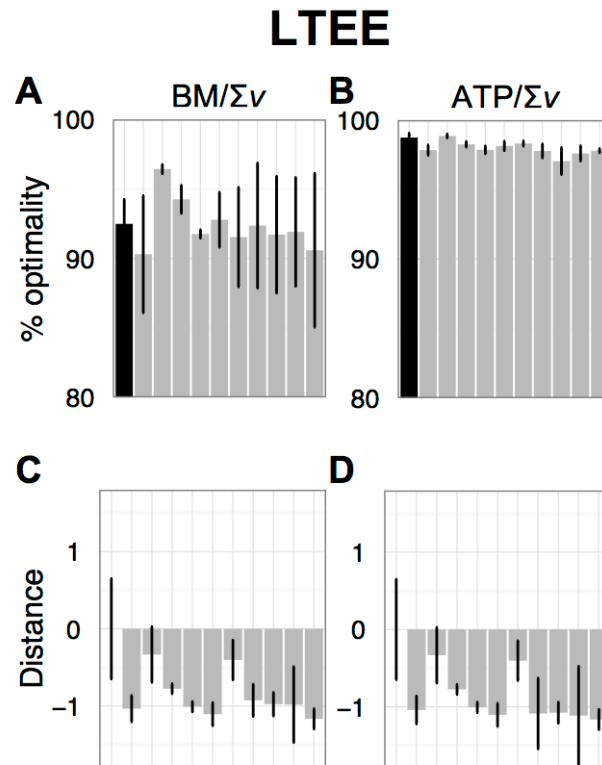 LTEE
A BM/Σv B ATP/Σv
100 100
% optimality
90 90
80 80
C D
1 1
Distance
0 0
−1 −1